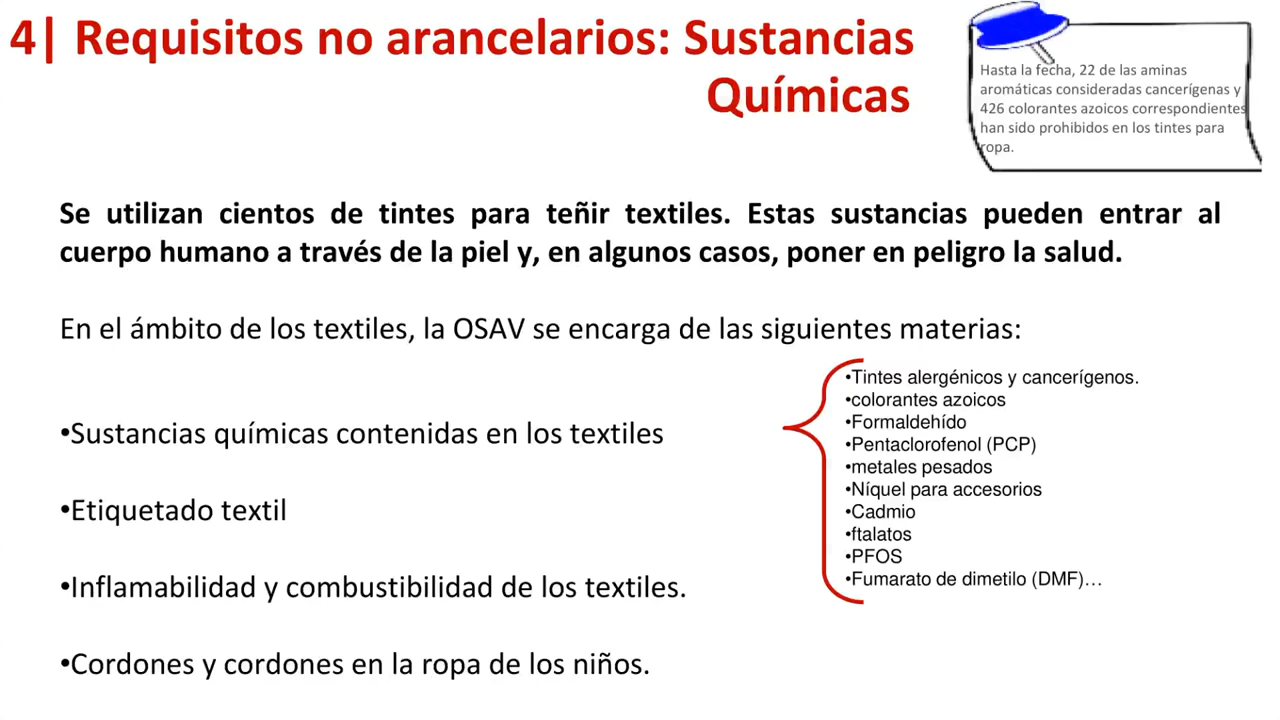 4| Requisitos no arancelarios: Sustancias
Químicas
Hasta la fecha, 22 de las aminas
aromáticas consideradas cancerígenas y
426 colorantes azoicos correspondientes
han sido prohibidos en los tintes para
ropa.
Se utilizan cientos de tintes para teñir textiles. Estas sustancias pueden entrar al
cuerpo humano a través de la piel y, en algunos casos, poner en peligro la salud.
En el ámbito de los textiles, la OSAV se encarga de las siguientes materias:
•Sustancias químicas contenidas en los textiles
•Etiquetado textil
•Inflamabilidad y combustibilidad de los textiles.
•Cordones y cordones en la ropa de los niños.
•Tintes alergénicos y cancerígenos.
•colorantes azoicos
•Formaldehído
•Pentaclorofenol (PCP)
•metales pesados
•Níquel para accesorios
•Cadmio
•ftalatos
•PFOS
•Fumarato de dimetilo (DMF)…